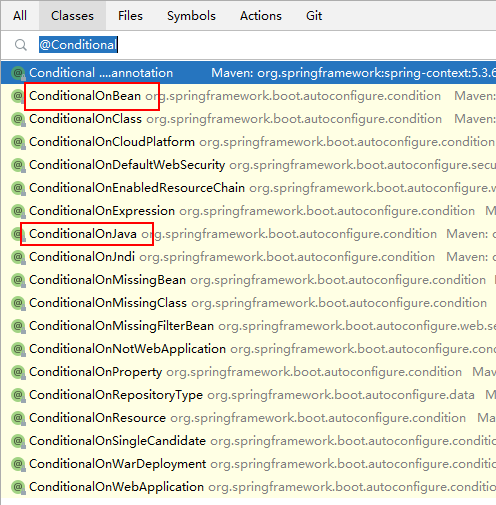 All Classes Files Symbols Actions Git
@Conditional
Conditional ....annotation Maven: org.springframework:spring-context:5.3.6
ConditionalOnBean org.springframework.boot.autoconfigure.condition Maven:
ConditionalOnClass org.springframework.boot.autoconfigure.condition Maven:
ConditionalOnCloudPlatform org.springframework.boot.autoconfigure.condition
ConditionalOnDefaultWebSecurity org.springframework.boot.autoconfigure.secu
ConditionalOnEnabledResourceChain org.springframework.boot.autoconfigure.w
ConditionalOnExpression org.springframework.boot.autoconfigure.condition
ConditionalOnJava org.springframework.boot.autoconfigure.condition Maven: o
ConditionalOnJndi org.springframework.boot.autoconfigure.condition Maven: o
ConditionalOnMissingBean org.springframework.boot.autoconfigure.condition
ConditionalOnMissingClass org.springframework.boot.autoconfigure.condition
ConditionalOnMissingFilterBean org.springframework.boot.autoconfigure.web.se
ConditionalOnNotWebApplication org.springframework.boot.autoconfigure.cond
ConditionalOnProperty org.springframework.boot.autoconfigure.condition Ma
ConditionalOnRepositoryType org.springframework.boot.autoconfigure.data M
ConditionalOnResource org.springframework.boot.autoconfigure.condition Ma
ConditionalOnSingleCandidate org.springframework.boot.autoconfigure.conditio
ConditionalOnWarDeployment org.springframework.boot.autoconfigure.conditi
ConditionalOnWebApplication org.springframework.boot.autoconfigure.conditio